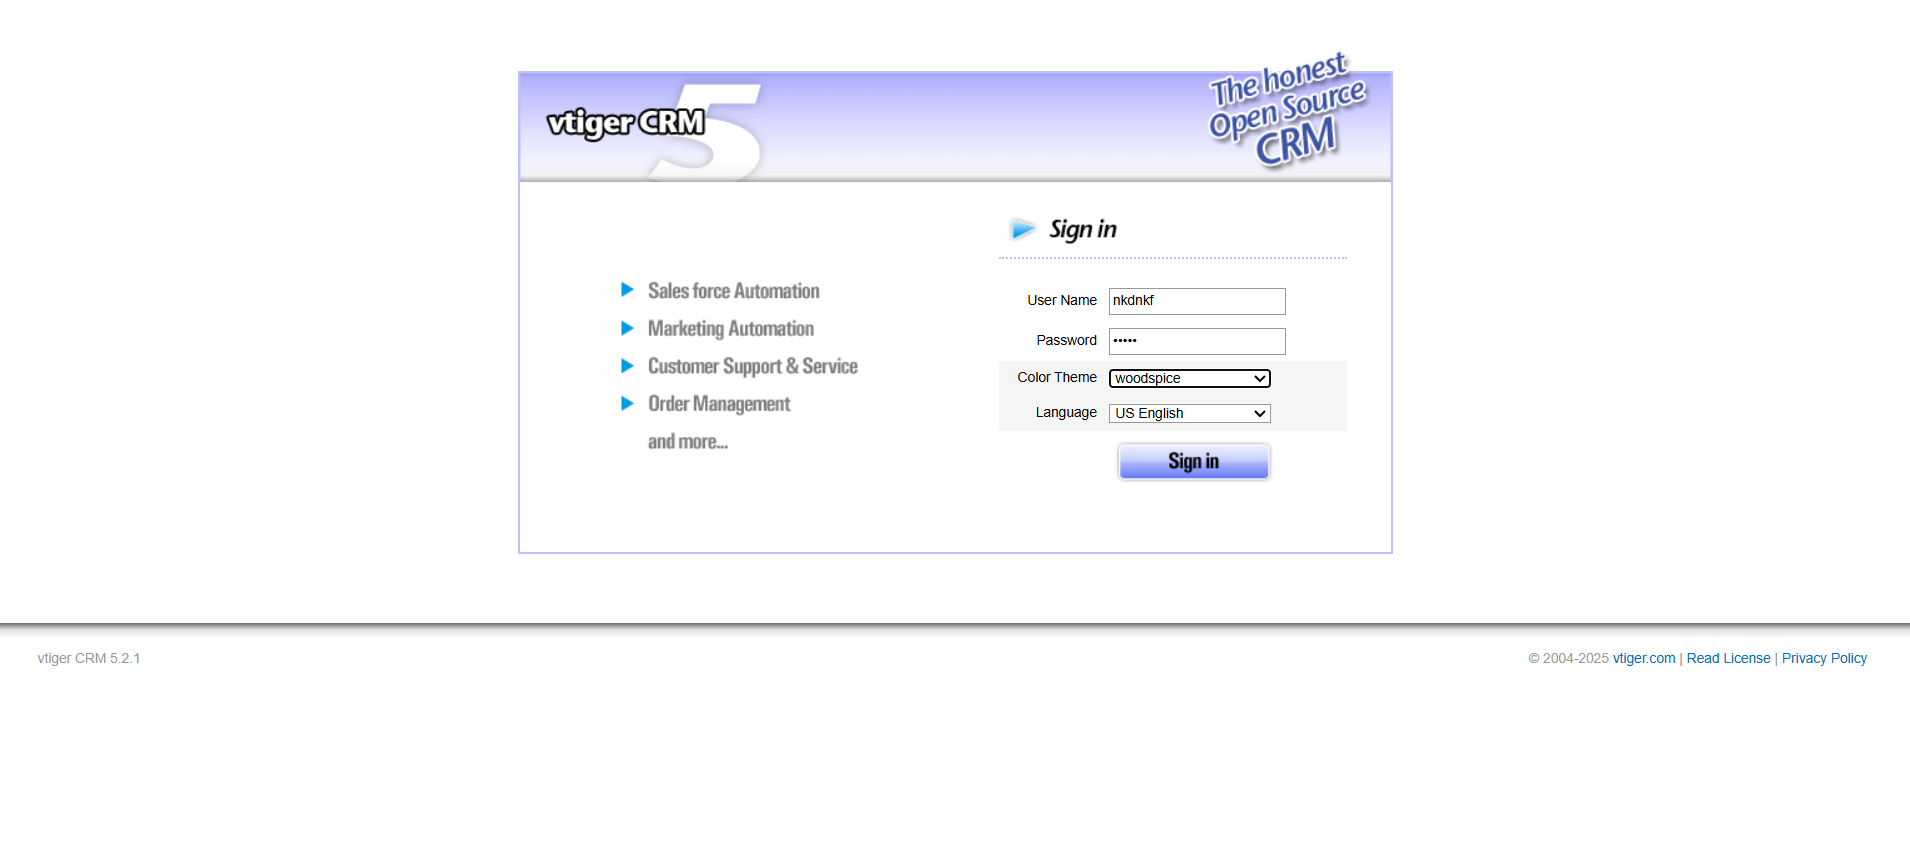 vtiger CRM 5
The honest
Open Source
CRM
Sign in
Sales force Automation
Marketing Automation
Customer Support & Service
Order Management
and more...
User Name nkdnkf
Password •••••
Color Theme woodspice
Language US English
Sign in
vtiger CRM 5.2.1
© 2004-2025 vtiger.com | Read License | Privacy Policy